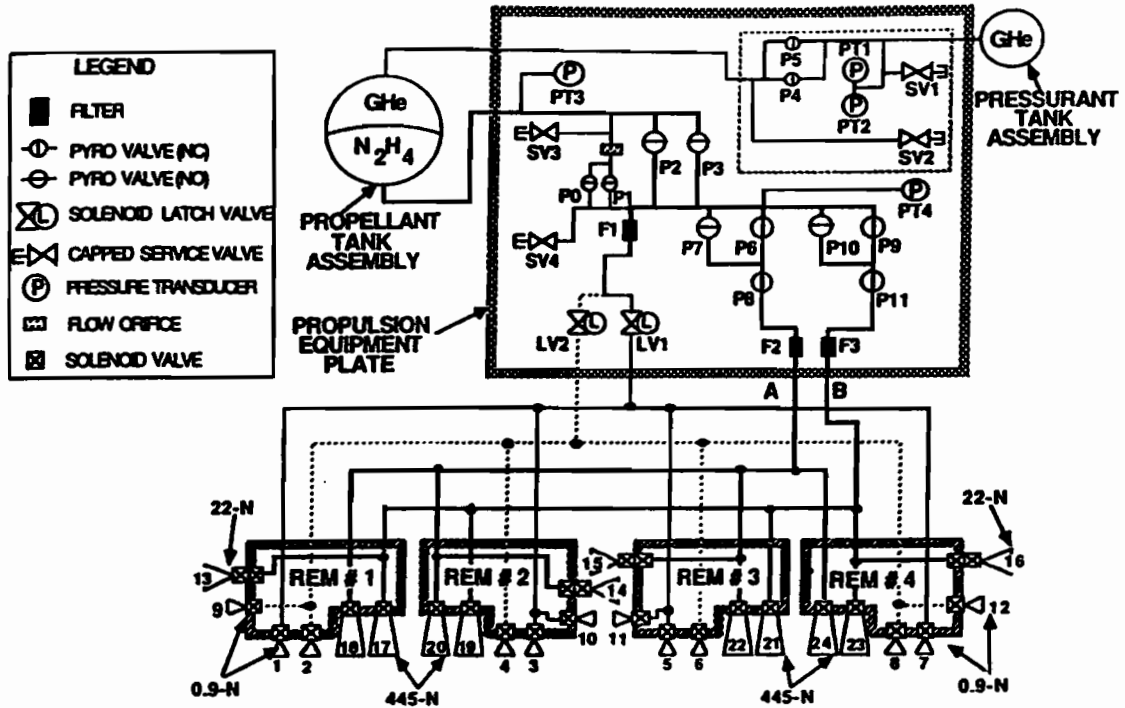 LEGEND
FILTER
PYRO VALVE (NC)
PYRO VALVE (NO)
L
SOLENOID LATCH VALVE
CAPPED SERVICE VALVE
P
PRESSURE TRANSDUCER
FLOW ORIFICE
SOLENOID VALVE
GHe
N2H4
PROPELLANT
TANK
ASSEMBLY
PROPULSION
EQUIPMENT
PLATE
GHe
PRESSURANT
TANK
ASSEMBLY
P5
P4
PT1
P
P
PT2
SV1
SV2
P
PT3
SV3
P2
P3
P0
P1
SV4
F1
P
PT4
P7
P6
P10
P9
P8
P11
L
LV2
L
LV1
F2
F3
A
B
22-N
13
9
REM # 1
1
2
18
17
0.9-N
REM # 2
14
10
20
19
4
3
445-N
15
11
REM # 3
5
6
22
21
445-N
REM # 4
22-N
16
12
24
23
8
7
0.9-N